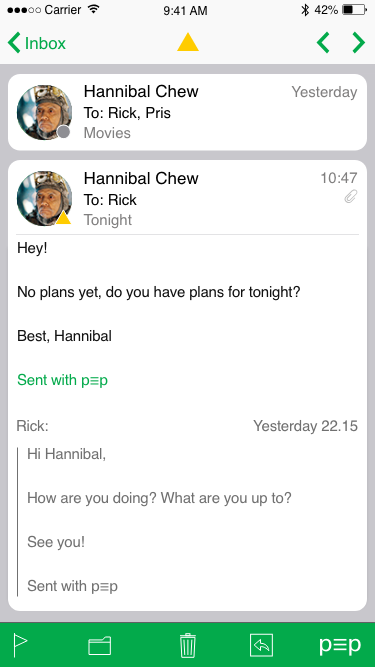 Carrier 9:41 AM 42%
Inbox
Hannibal Chew Yesterday
To: Rick, Pris
Movies
Hannibal Chew 10:47
To: Rick
Tonight
Hey!
No plans yet, do you have plans for tonight?
Best, Hannibal
Sent with p≡p
Rick: Yesterday 22.15
Hi Hannibal,
How are you doing? What are you up to?
See you!
Sent with p≡p
p≡p